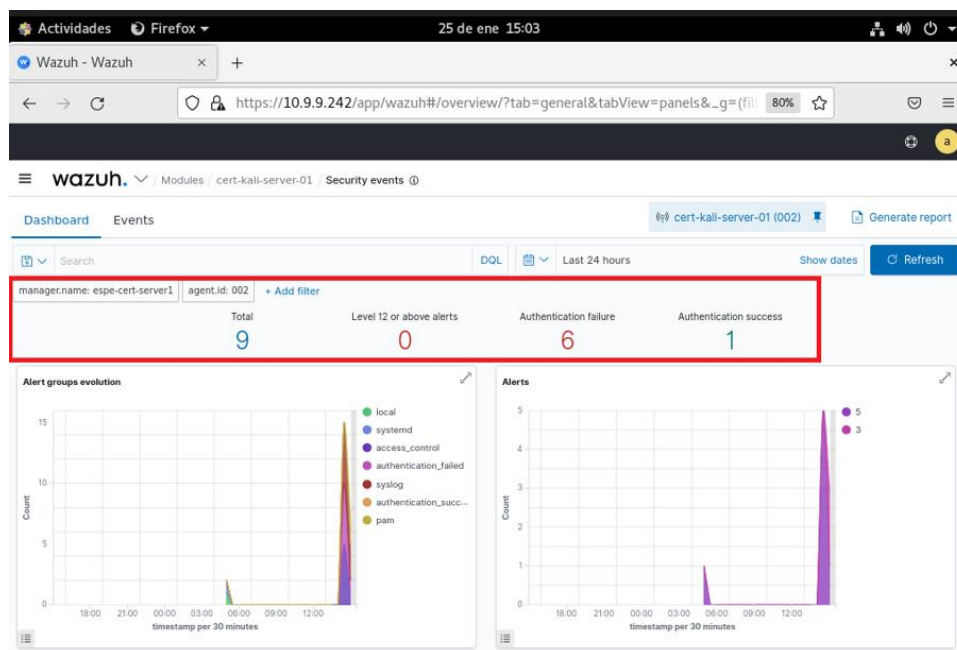 Actividades Firefox 25 de ene 15:03
Wazuh - Wazuh × +
https://10.9.9.242/app/wazuh#/overview/?tab=general&tabView=panels&_g=(fil 80%
a
wazuh. / Modules / cert-kali-server-01 / Security events
Dashboard Events cert-kali-server-01 (002) Generate report
Search DQL Last 24 hours Show dates Refresh
manager.name: espe-cert-server1 agent.id: 002 + Add filter
Total Level 12 or above alerts Authentication failure Authentication success
9 0 6 1
Alert groups evolution
15
10
5
0
Count
18:00 21:00 00:00 03:00 06:00 09:00 12:00
timestamp per 30 minutes
local
systemd
access_control
authentication_failed
syslog
authentication_succ...
pam
Alerts
5
4
3
2
1
0
Count
18:00 21:00 00:00 03:00 06:00 09:00 12:00
timestamp per 30 minutes
5
3